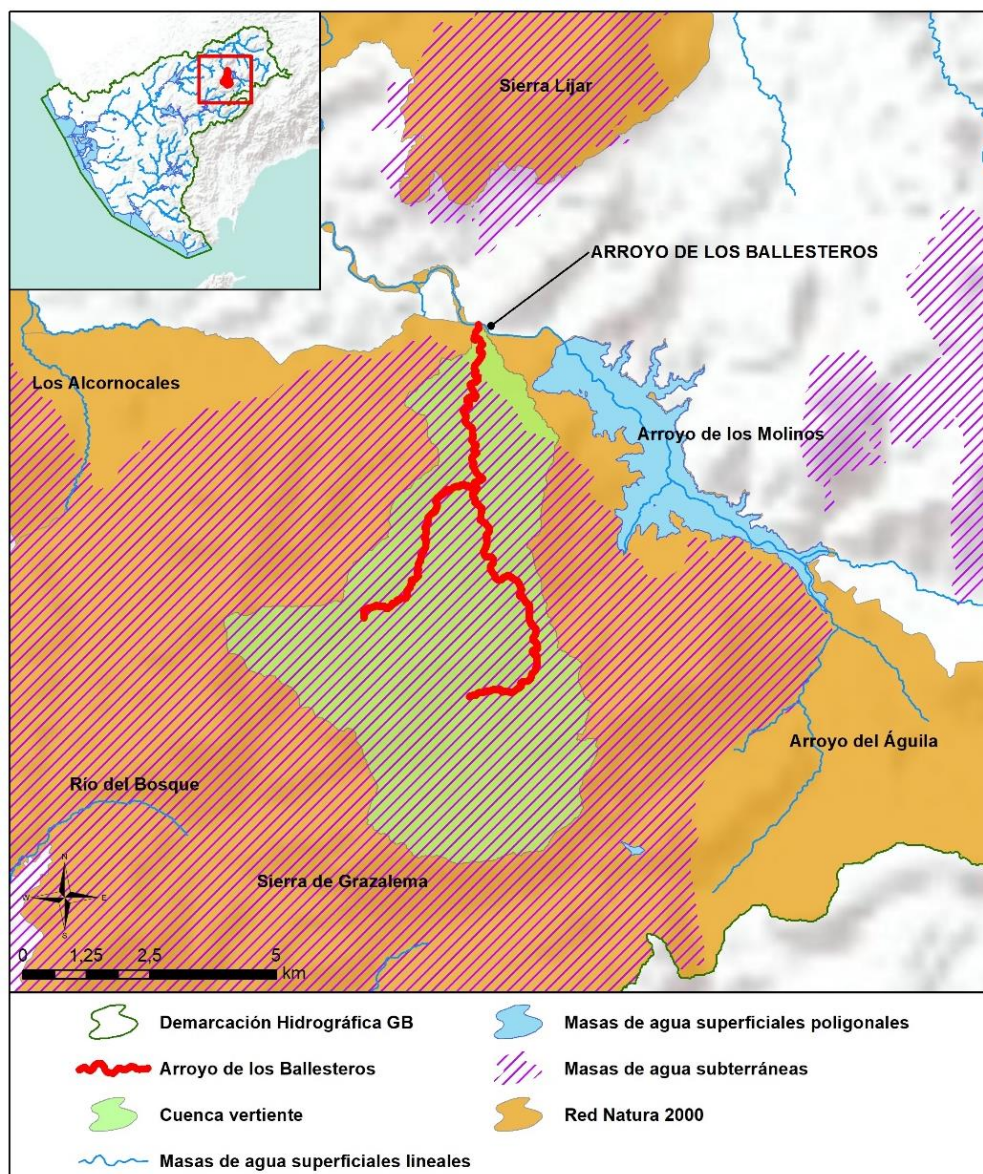 Sierra Líjar
ARROYO DE LOS BALLESTEROS
Los Alcornocales
Arroyo de los Molinos
Arroyo del Águila
Río del Bosque
Sierra de Grazalema
N
W
E
S
0 1,25 2,5 5
km
Demarcación Hidrográfica GB
Masas de agua superficiales poligonales
Arroyo de los Ballesteros
Masas de agua subterráneas
Cuenca vertiente
Red Natura 2000
Masas de agua superficiales lineales